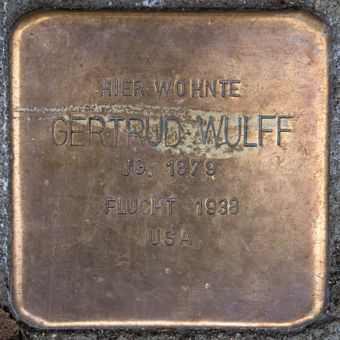 HIER WOHNTE
GERTRUD WULFF
JG. 1879
FLUCHT 1938
USA